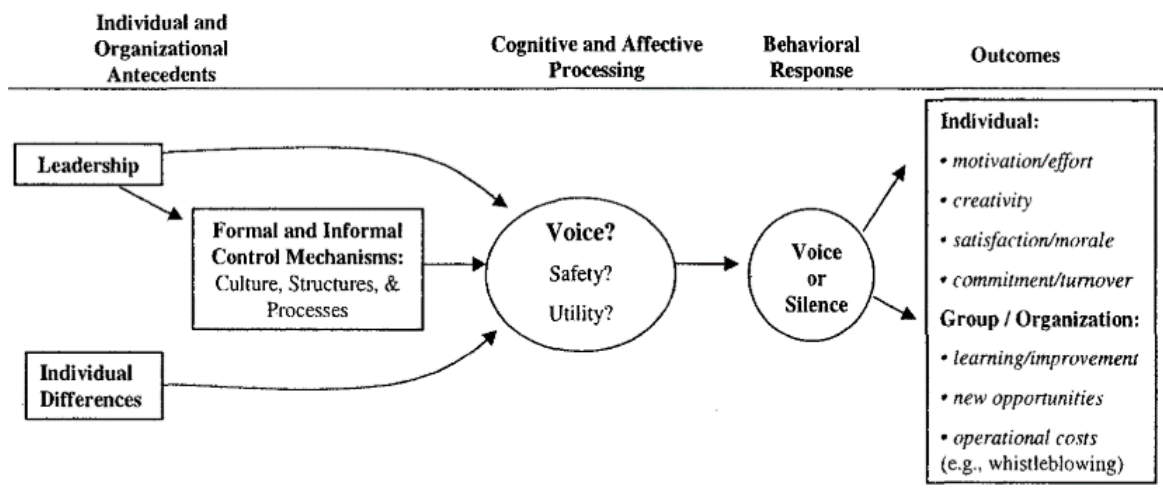 Individual and
Organizational
Antecedents
Cognitive and Affective
Processing
Behavioral
Response
Outcomes
Leadership
Formal and Informal
Control Mechanisms:
Culture, Structures, &
Processes
Individual
Differences
Voice?
Safety?
Utility?
Voice
or
Silence
Individual:
• motivation/effort
• creativity
• satisfaction/morale
• commitment/turnover
Group / Organization:
• learning/improvement
• new opportunities
• operational costs
(e.g., whistleblowing)